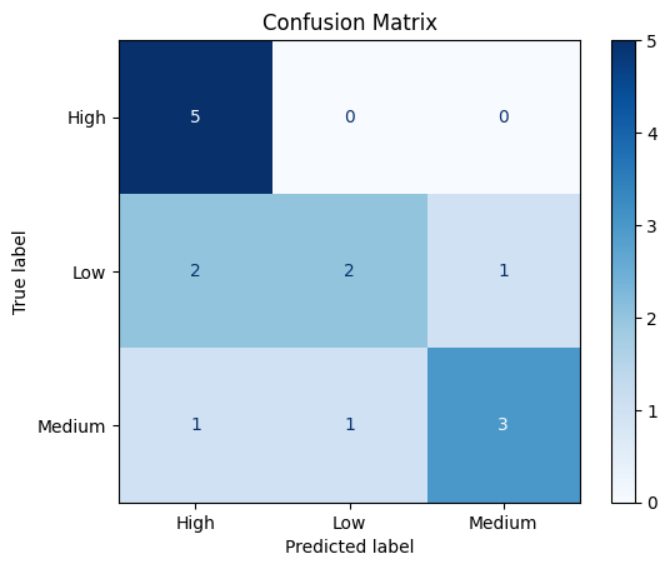 Confusion Matrix
True label
High
5 0 0
Low
2 2 1
Medium
1 1 3
High Low Medium
Predicted label
5
4
3
2
1
0